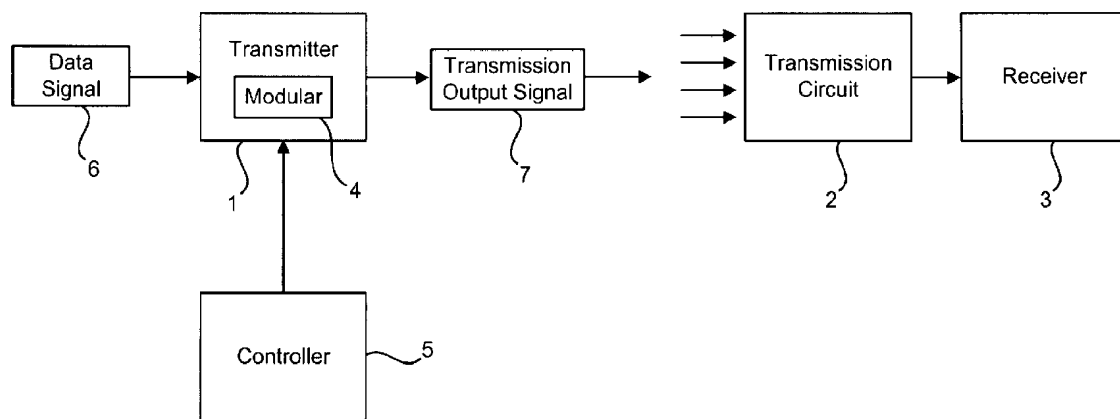 Data
Signal
6
Transmitter
Modular
1
4
Transmission
Output Signal
7
Transmission
Circuit
2
Receiver
3
Controller
5